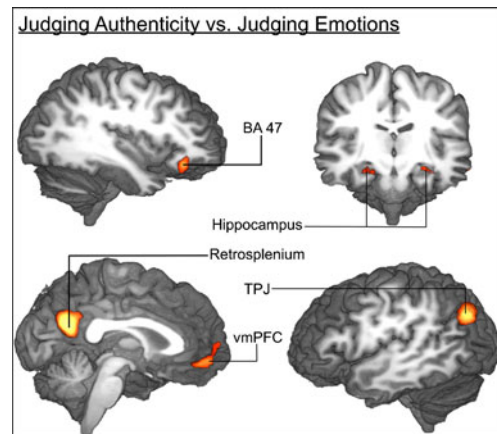 Judging Authenticity vs. Judging Emotions
BA 47
Hippocampus
Retrosplenium
TPJ
vmPFC